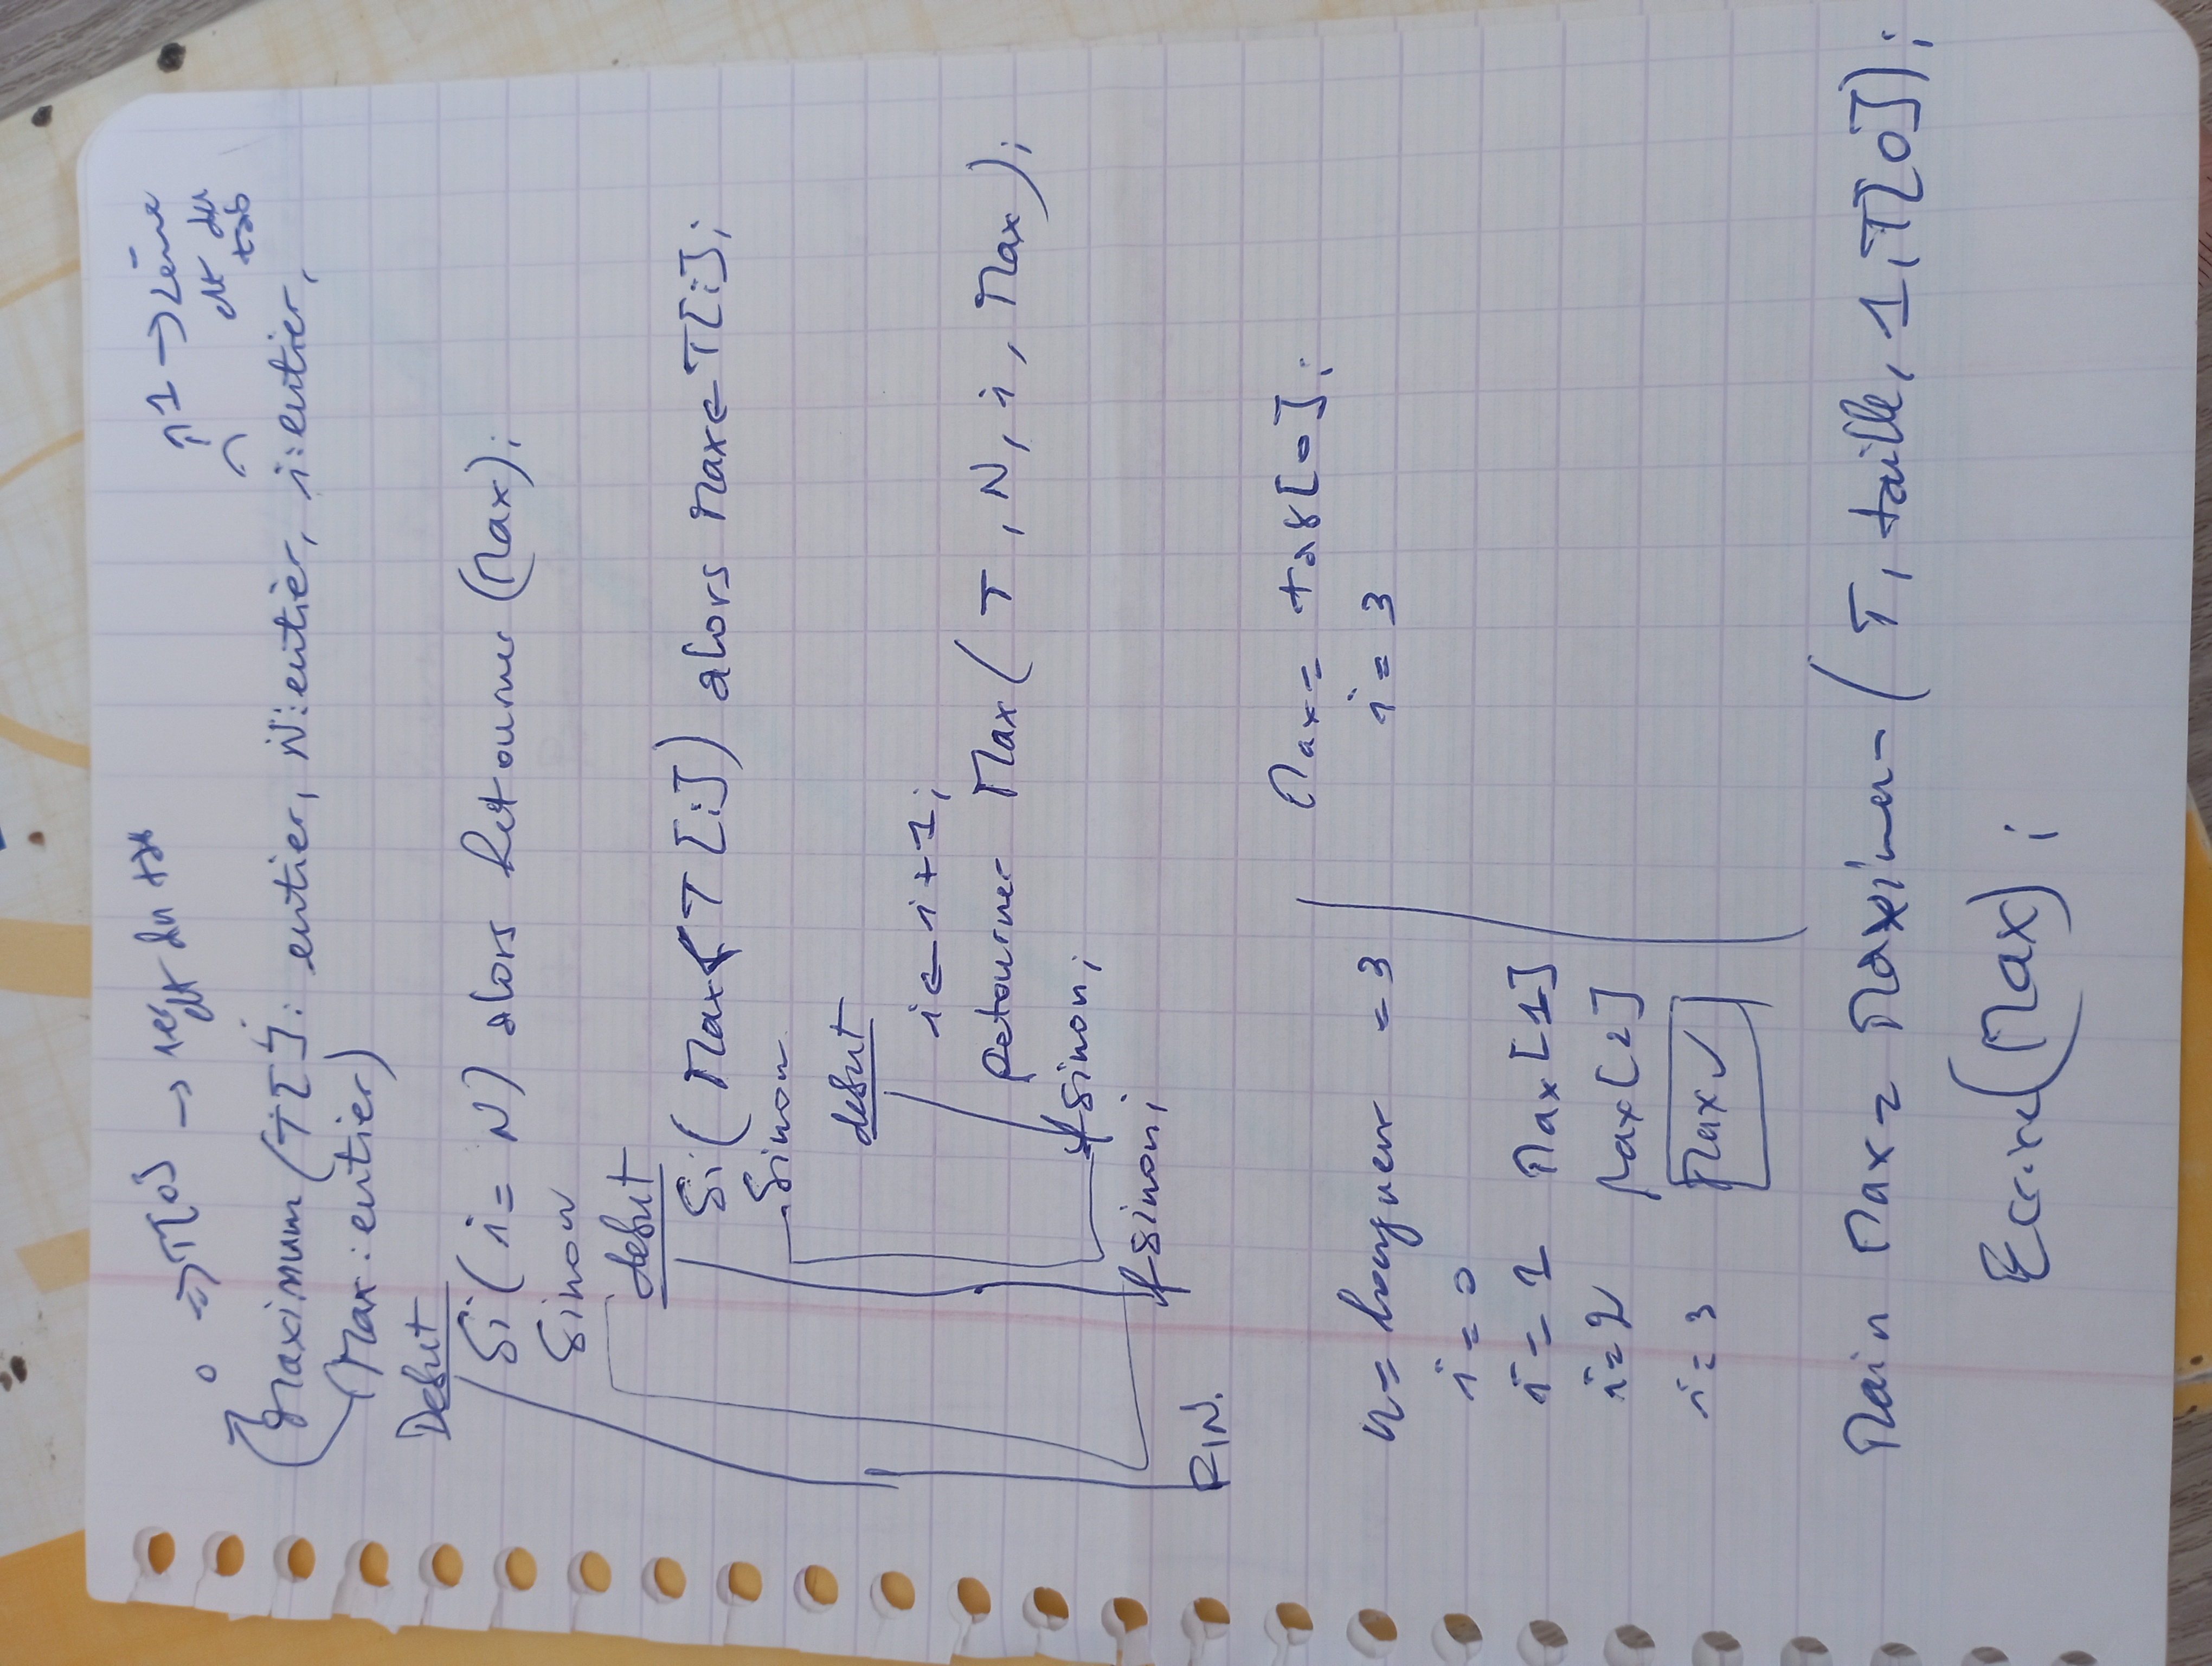 0 => T[0] -> 1er elt du tab
1 -> 2ème
elt du
tab
Maximum (T[]: entier, N:entier, i:entier,
Max:entier)
Debut
Si( i= N) alors Retourner (Max);
Sinon
debut
Si( Max< T[i]) alors Max← T[i];
Sinon
debut
i← i+1;
retourner Max( T, N, i, Max);
fsinon;
fsinon;
FIN.
n= longueur =3
i=0
i=1 Max[1]
i=2 Max[2]
i=3 Max ✓
Max= tab[0];
i=3
Main Max= (T, taille, 1, T[0]);
Ecrire(Max);